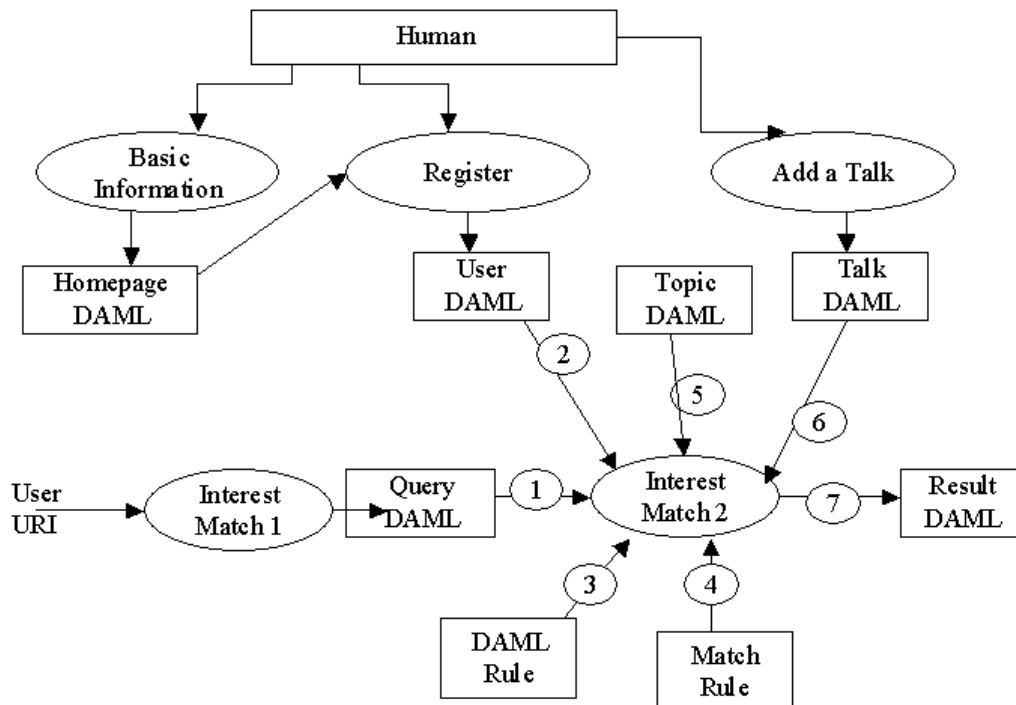 Human
Basic
Information
Register
Add a Talk
Homepage
DAML
User
DAML
Topic
DAML
Talk
DAML
2
5
6
User
URI
Interest
Match 1
Query
DAML
1
Interest
Match 2
7
Result
DAML
3
4
DAML
Rule
Match
Rule